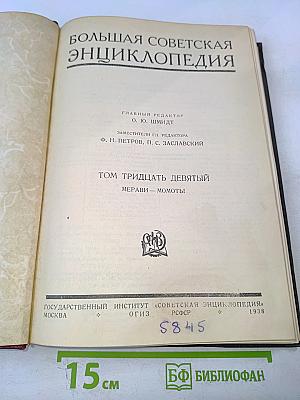 БОЛЬШАЯ СОВЕТСКАЯ
ЭНЦИКЛОПЕДИЯ
ГЛАВНЫЙ РЕДАКТОР
О. Ю. ШМИДТ
ЗАМЕСТИТЕЛИ ГЛ. РЕДАКТОРА
Ф. Н. ПЕТРОВ, П. С. ЗАСЛАВСКИЙ
ТОМ ТРИДЦАТЬ ДЕВЯТЫЙ
МЕРАВИ — МОМОТЫ
ГОСУДАРСТВЕННЫЙ ИНСТИТУТ «СОВЕТСКАЯ ЭНЦИКЛОПЕДИЯ»
МОСКВА ОГИЗ РСФСР 1938
5845
15 см
БФ БИБЛИОФАН